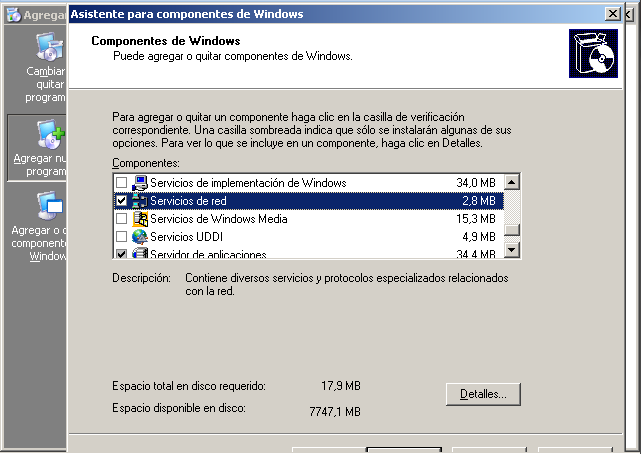 Agregar
Asistente para componentes de Windows
Componentes de Windows
Puede agregar o quitar componentes de Windows.
Cambiar
quitar
program
Agregar nu
program
Agregar o q
component
Window
Para agregar o quitar un componente haga clic en la casilla de verificación
correspondiente. Una casilla sombreada indica que sólo se instalarán algunas de sus
opciones. Para ver lo que se incluye en un componente, haga clic en Detalles.
Componentes:
Servicios de implementación de Windows 34,0 MB
Servicios de red 2,8 MB
Servicios de Windows Media 15,3 MB
Servicios UDDI 4,9 MB
Servidor de aplicaciones 34,4 MB
Descripción: Contiene diversos servicios y protocolos especializados relacionados
con la red.
Espacio total en disco requerido: 17,9 MB
Espacio disponible en disco: 7747,1 MB
Detalles...